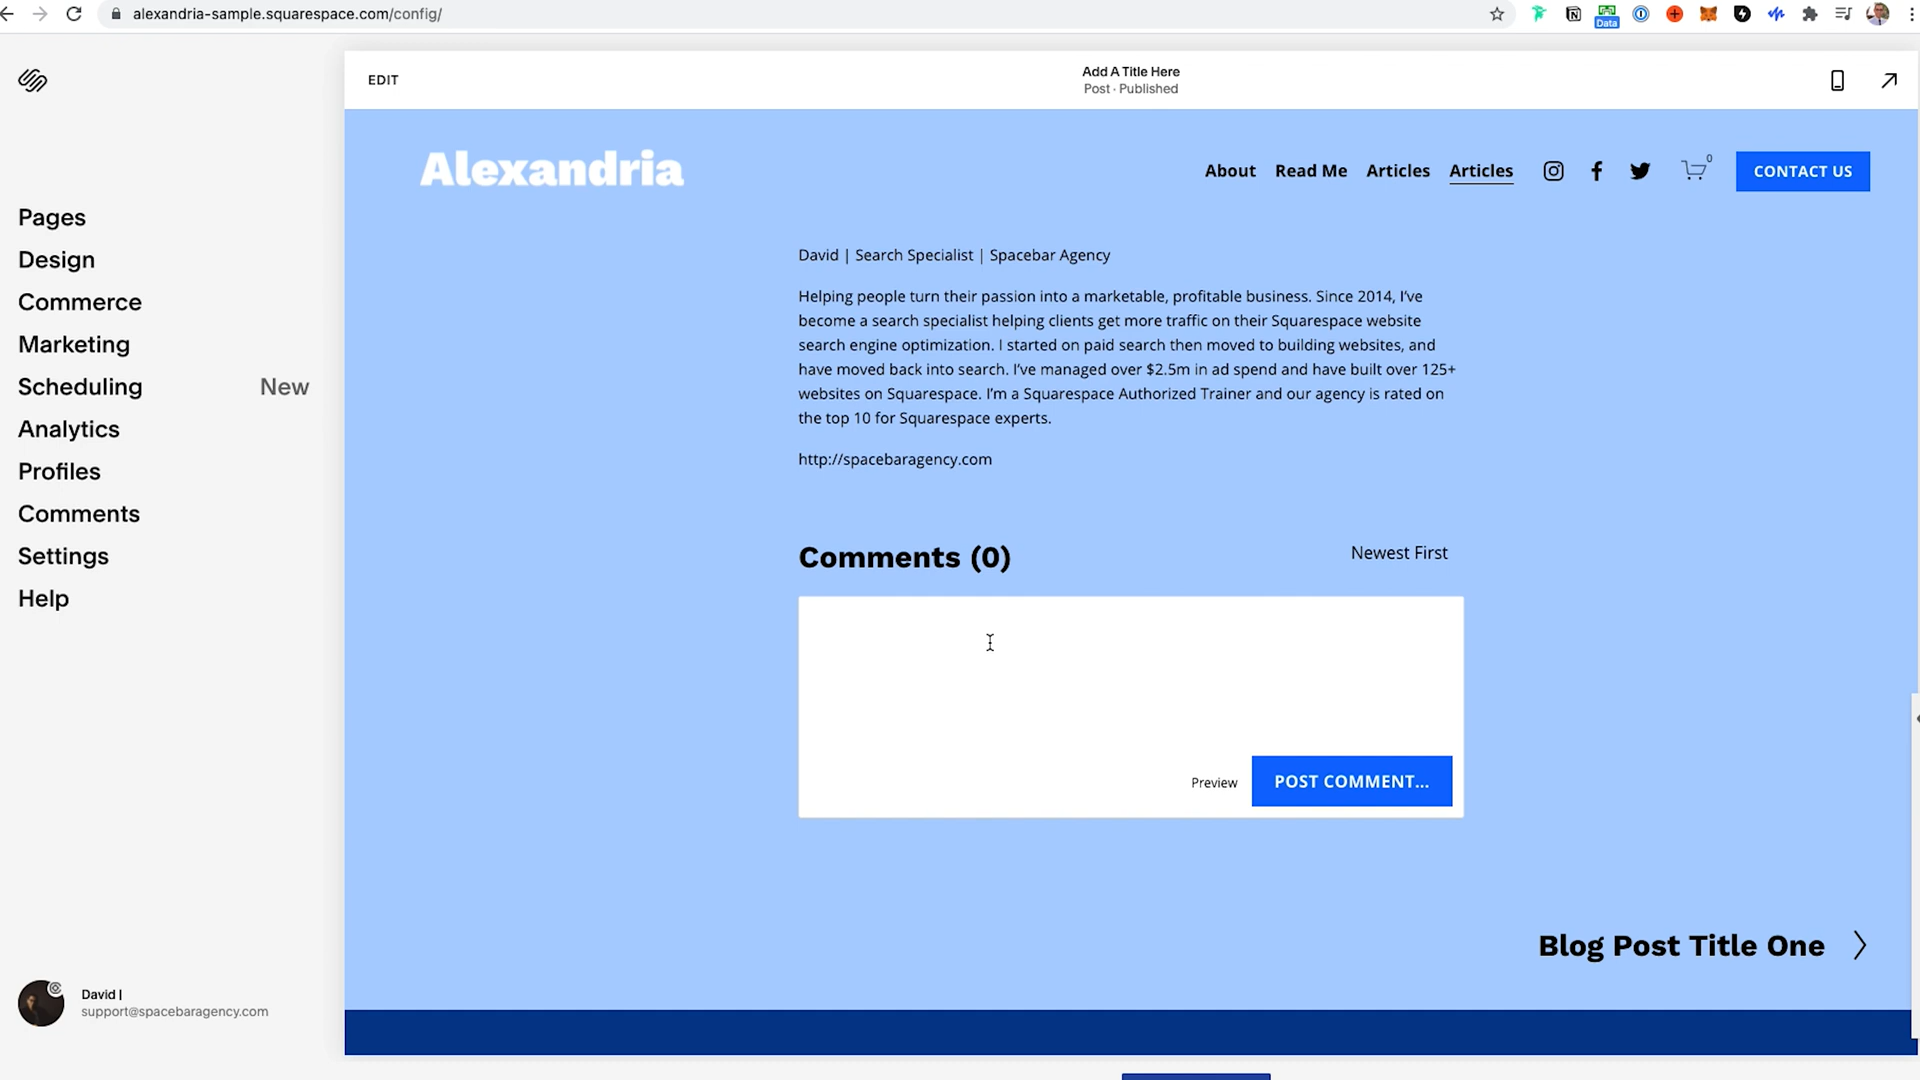 alexandria-sample.squarespace.com/config/
Data
EDIT
Add A Title Here
Post · Published
Alexandria
About
Read Me
Articles
Articles
0
CONTACT US
Pages
Design
Commerce
Marketing
Scheduling
New
Analytics
Profiles
Comments
Settings
Help
David | Search Specialist | Spacebar Agency
Helping people turn their passion into a marketable, profitable business. Since 2014, I've
become a search specialist helping clients get more traffic on their Squarespace website
search engine optimization. I started on paid search then moved to building websites, and
have moved back into search. I've managed over $2.5m in ad spend and have built over 125+
websites on Squarespace. I'm a Squarespace Authorized Trainer and our agency is rated on
the top 10 for Squarespace experts.
http://spacebaragency.com
Comments (0)
Newest First
Preview
POST COMMENT...
Blog Post Title One
David |
support@spacebaragency.com